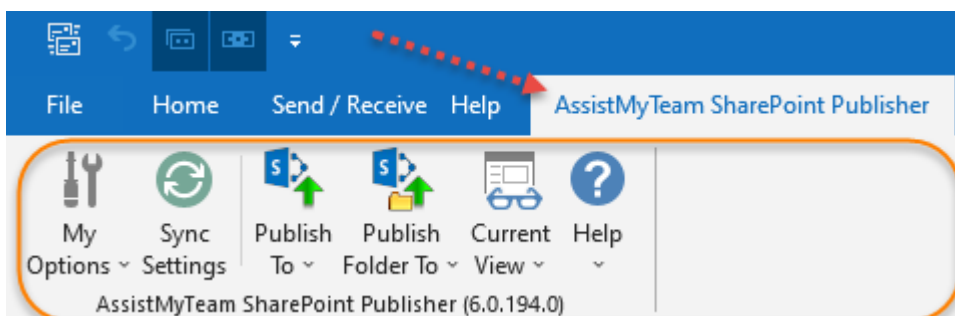 File Home Send / Receive Help AssistMyTeam SharePoint Publisher
My Sync Publish Publish Current Help
Options Settings To Folder To View
AssistMyTeam SharePoint Publisher (6.0.194.0)